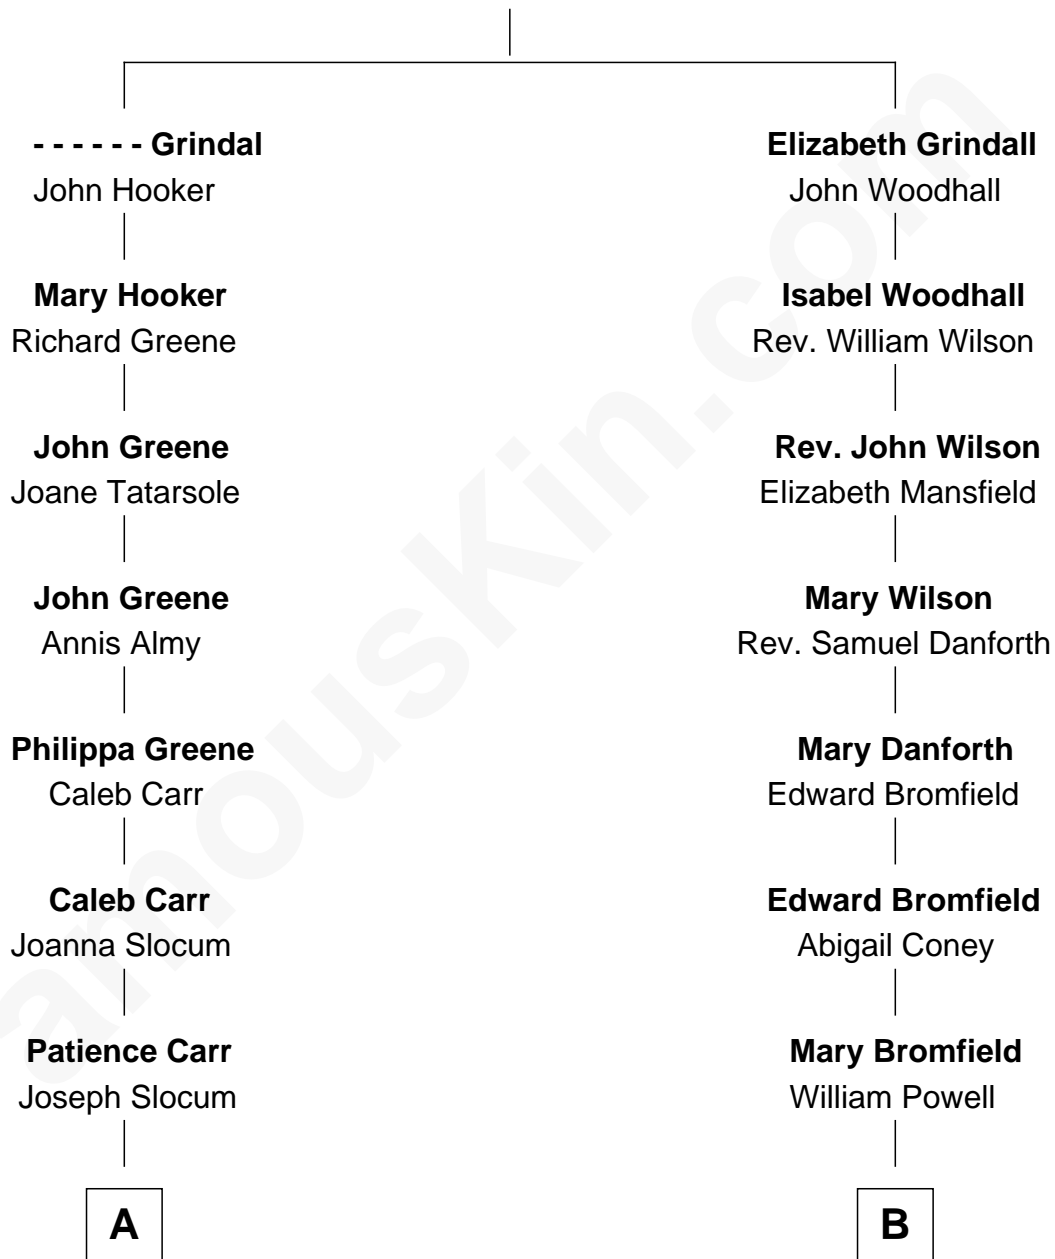 - - - - - - Grindal
John Hooker
Mary Hooker
Richard Greene
John Greene
Joane Tatarsole
John Greene
Annis Almy
Philippa Greene
Caleb Carr
Caleb Carr
Joanna Slocum
Patience Carr
Joseph Slocum
A
Elizabeth Grindall
John Woodhall
Isabel Woodhall
Rev. William Wilson
Rev. John Wilson
Elizabeth Mansfield
Mary Wilson
Rev. Samuel Danforth
Mary Danforth
Edward Bromfield
Edward Bromfield
Abigail Coney
Mary Bromfield
William Powell
B
amouskin.com